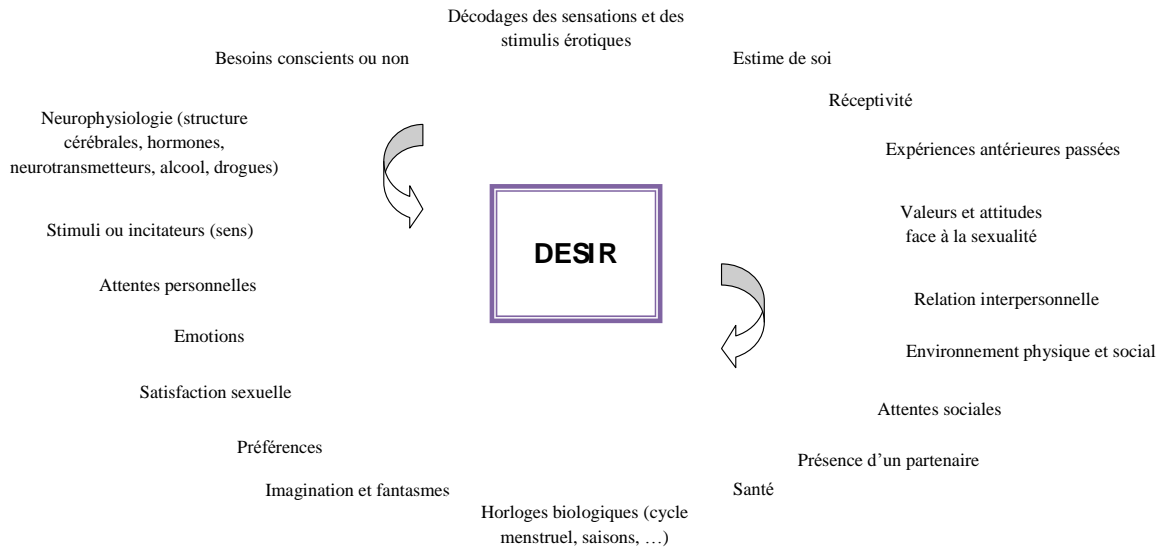 Décodages des sensations et des
stimulis érotiques
Besoins conscients ou non
Estime de soi
Réceptivité
Neurophysiologie (structure
cérébrales, hormones,
neurotransmetteurs, alcool, drogues)
Expériences antérieures passées
Valeurs et attitudes
face à la sexualité
Stimuli ou incitateurs (sens)
DESIR
Attentes personnelles
Relation interpersonnelle
Emotions
Environnement physique et social
Satisfaction sexuelle
Attentes sociales
Préférences
Présence d’un partenaire
Imagination et fantasmes
Santé
Horloges biologiques (cycle
menstruel, saisons, …)